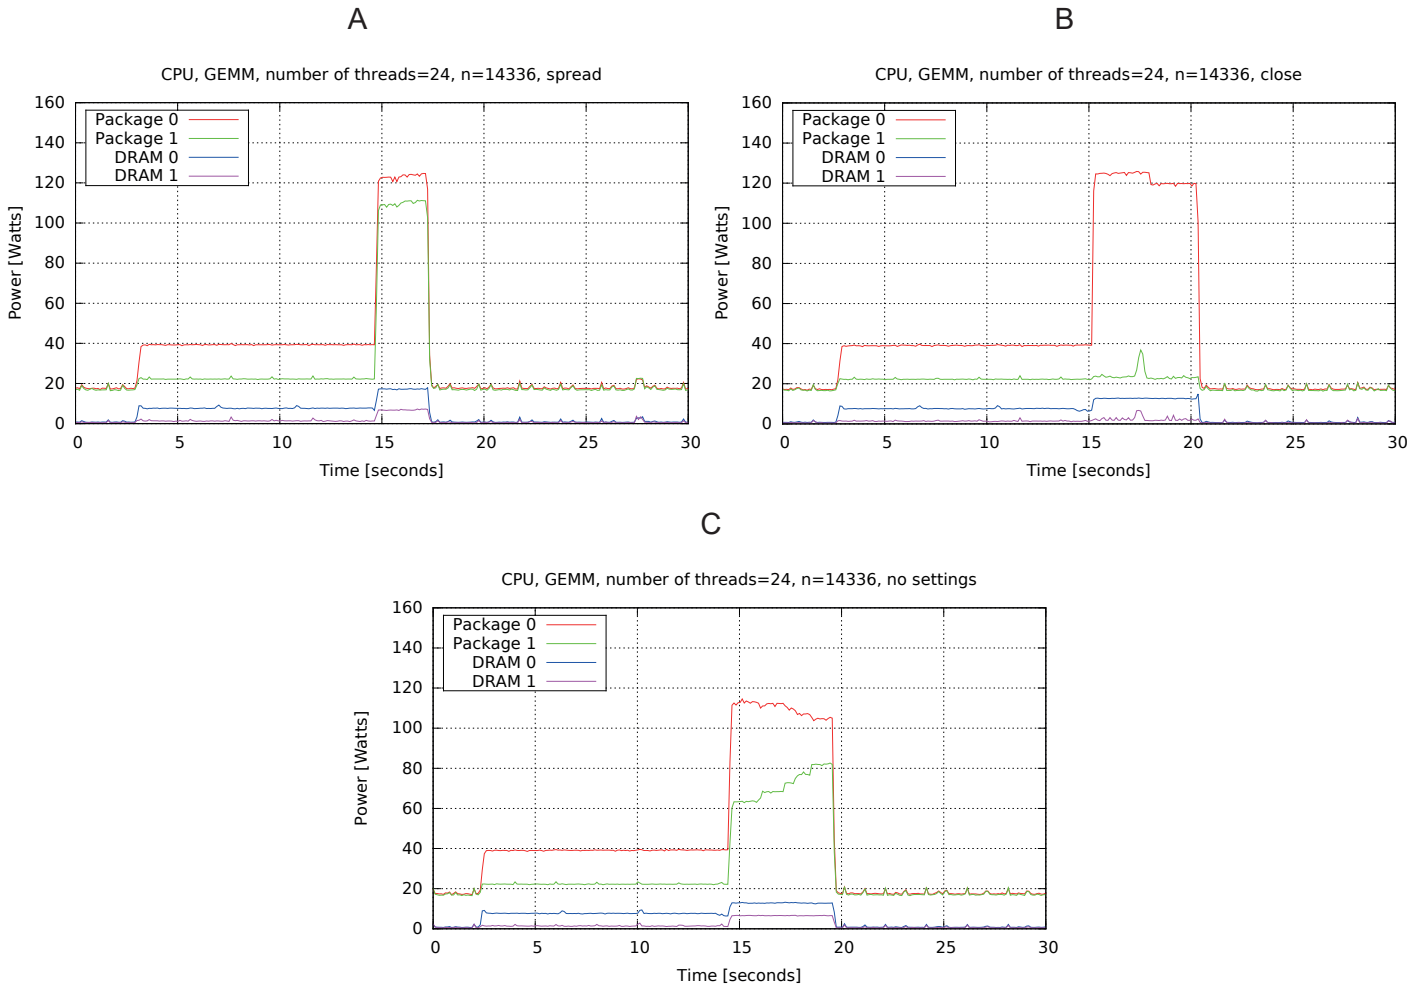 A
CPU, GEMM, number of threads=24, n=14336, spread
Power [Watts]
160
140
120
100
80
60
40
20
0
Package 0
Package 1
DRAM 0
DRAM 1
0 5 10 15 20 25 30
Time [seconds]
B
CPU, GEMM, number of threads=24, n=14336, close
Power [Watts]
160
140
120
100
80
60
40
20
0
Package 0
Package 1
DRAM 0
DRAM 1
0 5 10 15 20 25 30
Time [seconds]
C
CPU, GEMM, number of threads=24, n=14336, no settings
Power [Watts]
160
140
120
100
80
60
40
20
0
Package 0
Package 1
DRAM 0
DRAM 1
0 5 10 15 20 25 30
Time [seconds]